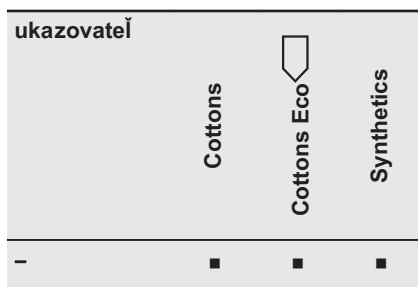 ukazovateľ
Cottons
Cottons Eco
Synthetics
– ■ ■ ■